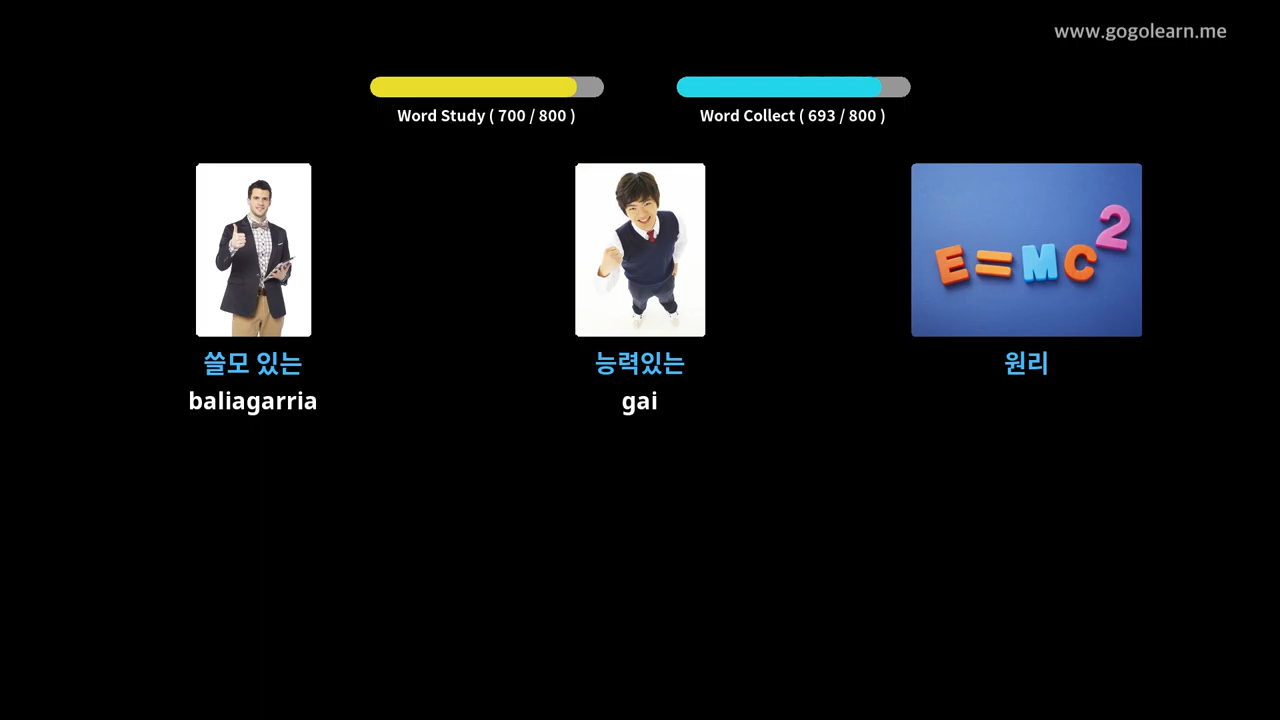 www.gogolearn.me
Word Study ( 700 / 800 )
Word Collect ( 693 / 800 )
E=MC2
쓸모 있는
능력있는
원리
baliagarria
gai